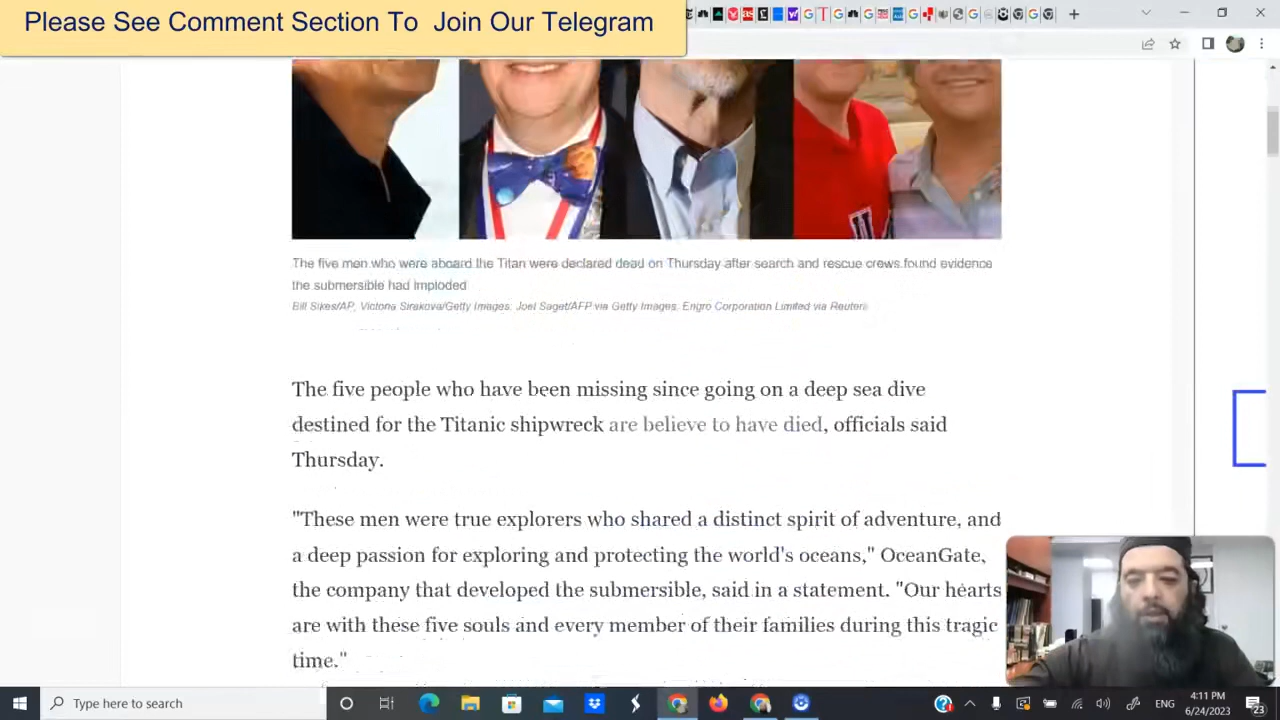 Please See Comment Section To Join Our Telegram
The five men who were aboard the Titan were declared dead on Thursday after search and rescue crews found evidence
the submersible had imploded
Bill Sikes/AP, Victoria Sirakova/Getty Images; Joel Saget/AFP via Getty Images. Engro Corporation Limited via Reuters
The five people who have been missing since going on a deep sea dive
destined for the Titanic shipwreck are believe to have died, officials said
Thursday.
"These men were true explorers who shared a distinct spirit of adventure, and
a deep passion for exploring and protecting the world's oceans," OceanGate,
the company that developed the submersible, said in a statement. "Our hearts
are with these five souls and every member of their families during this tragic
time."
Type here to search
ENG
4:11 PM
6/24/2023
23